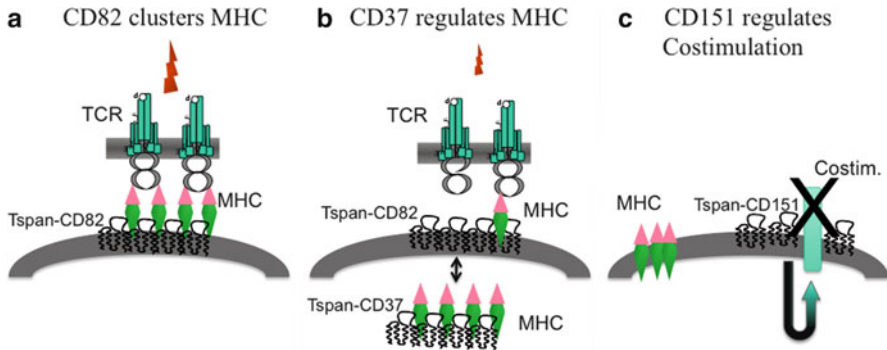 a CD82 clusters MHC
TCR
MHC
Tspan-CD82
b CD37 regulates MHC
TCR
Tspan-CD82
MHC
Tspan-CD37
MHC
c CD151 regulates
Costimulation
Costim.
MHC
Tspan-CD151